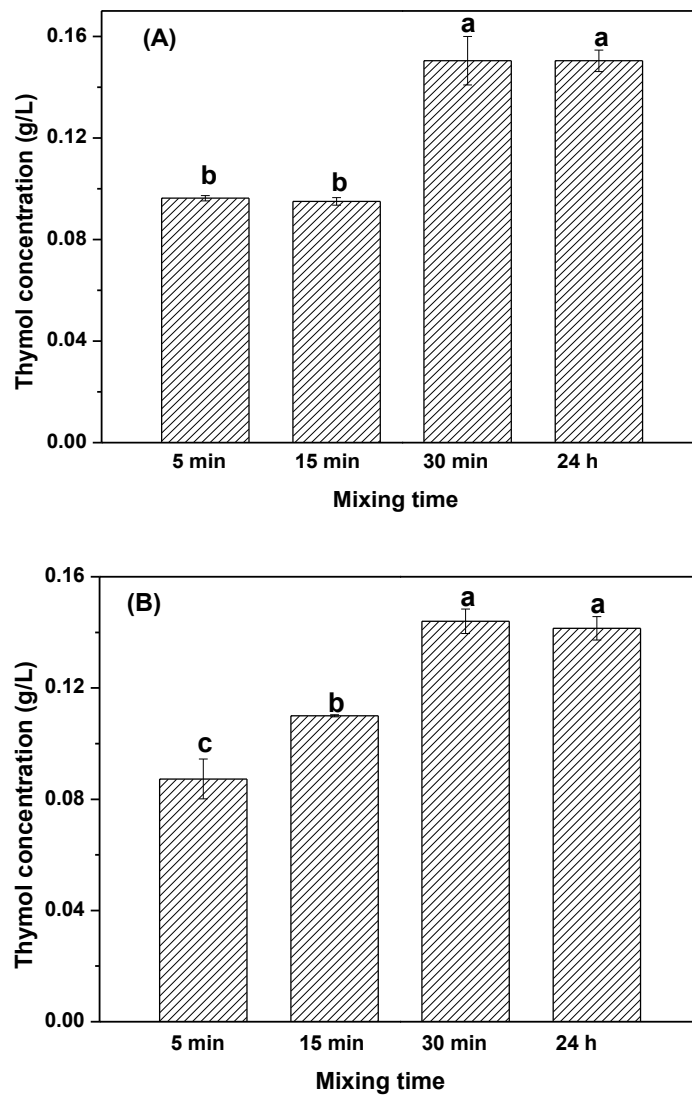 (A)
Thymol concentration (g/L)
0.16
0.12
0.08
0.04
0.00
b
b
a
a
5 min
15 min
30 min
24 h
Mixing time
(B)
Thymol concentration (g/L)
0.16
0.12
0.08
0.04
0.00
c
b
a
a
5 min
15 min
30 min
24 h
Mixing time